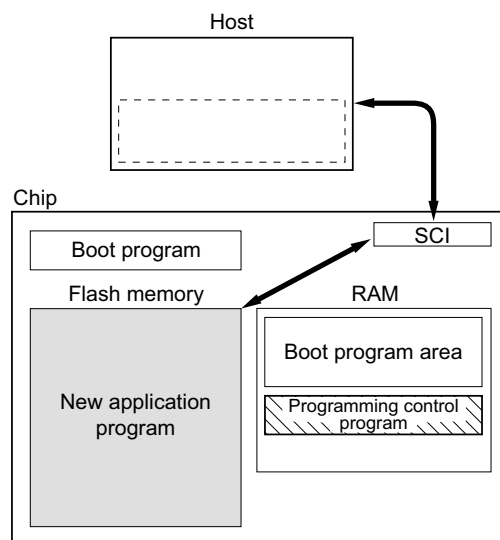 Host
Chip
SCI
Boot program
Flash memory
RAM
Boot program area
New application
program
Programming control
program